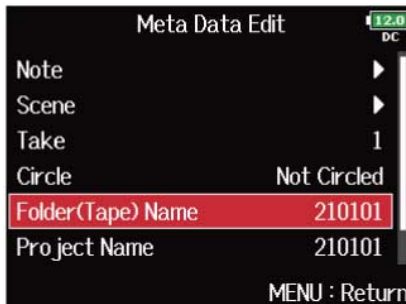 Meta Data Edit
12.0
DC
Note
Scene
Take 1
Circle Not Circled
Folder(Tape) Name 210101
Project Name 210101
MENU : Return